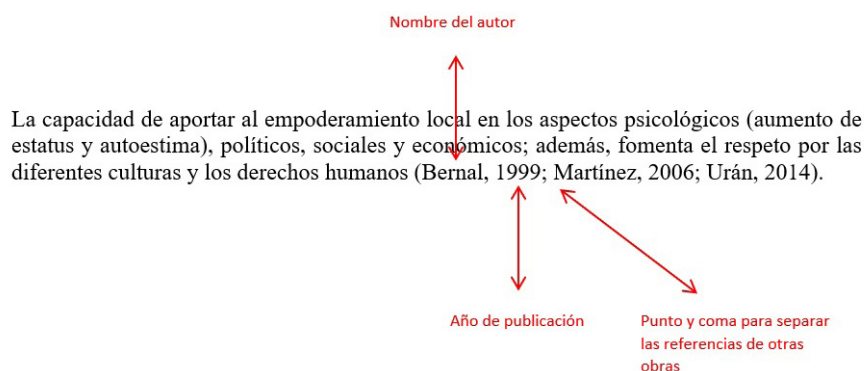 Nombre del autor
La capacidad de aportar al empoderamiento local en los aspectos psicológicos (aumento de
estatus y autoestima), políticos, sociales y económicos; además, fomenta el respeto por las
diferentes culturas y los derechos humanos (Bernal, 1999; Martínez, 2006; Urán, 2014).
Año de publicación
Punto y coma para separar
las referencias de otras
obras